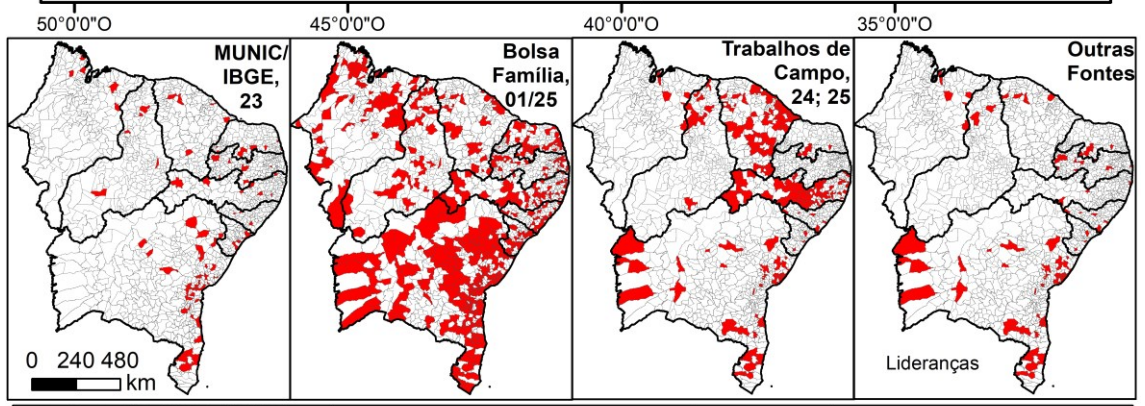 50°0'0"O
45°0'0"O
40°0'0"O
35°0'0"O
MUNIC/
IBGE,
23
Bolsa
Família,
01/25
Trabalhos de
Campo,
24; 25
Outras
Fontes
Lideranças
0 240 480
km